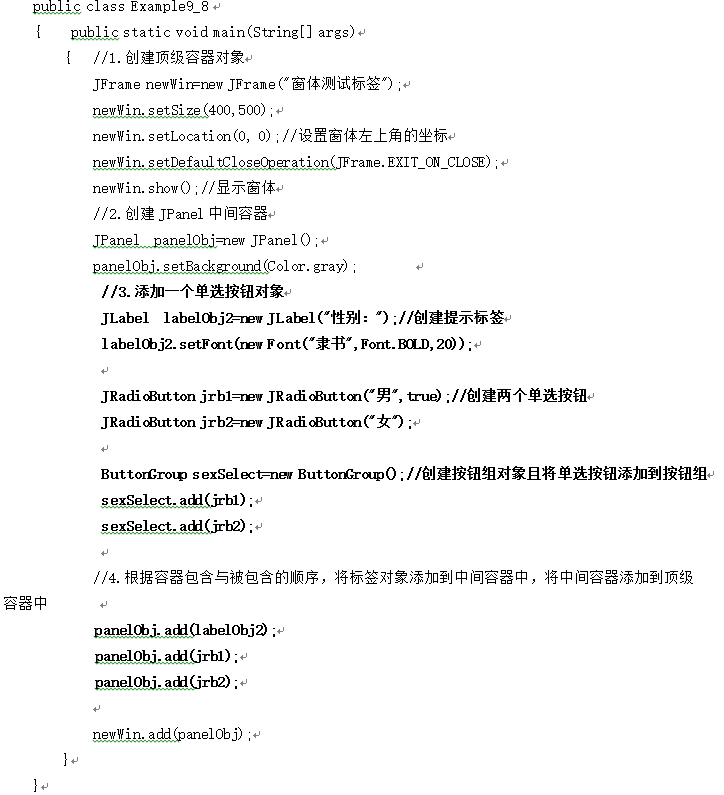 public class Example9_8
{    public static void main(String[] args)
{   //1.创建顶级容器对象
JFrame newWin=new JFrame("窗体测试标签");
newWin.setSize(400,500);
newWin.setLocation(0, 0);//设置窗体左上角的坐标
newWin.setDefaultCloseOperation(JFrame.EXIT_ON_CLOSE);
newWin.show();//显示窗体
//2.创建 JPanel 中间容器
JPanel  panelObj=new JPanel();
panelObj.setBackground(Color.gray);
//3.添加一个单选按钮对象
JLabel  labelObj2=new JLabel("性别：");//创建提示标签
labelObj2.setFont(new Font("隶书",Font.BOLD,20));
JRadioButton jrb1=new JRadioButton("男",true);//创建两个单选按钮
JRadioButton jrb2=new JRadioButton("女");
ButtonGroup sexSelect=new ButtonGroup();//创建按钮组对象且将单选按钮添加到按钮组
sexSelect.add(jrb1);
sexSelect.add(jrb2);
//4.根据容器包含与被包含的顺序，将标签对象添加到中间容器中，将中间容器添加到顶级
容器中
panelObj.add(labelObj2);
panelObj.add(jrb1);
panelObj.add(jrb2);
newWin.add(panelObj);
}
}